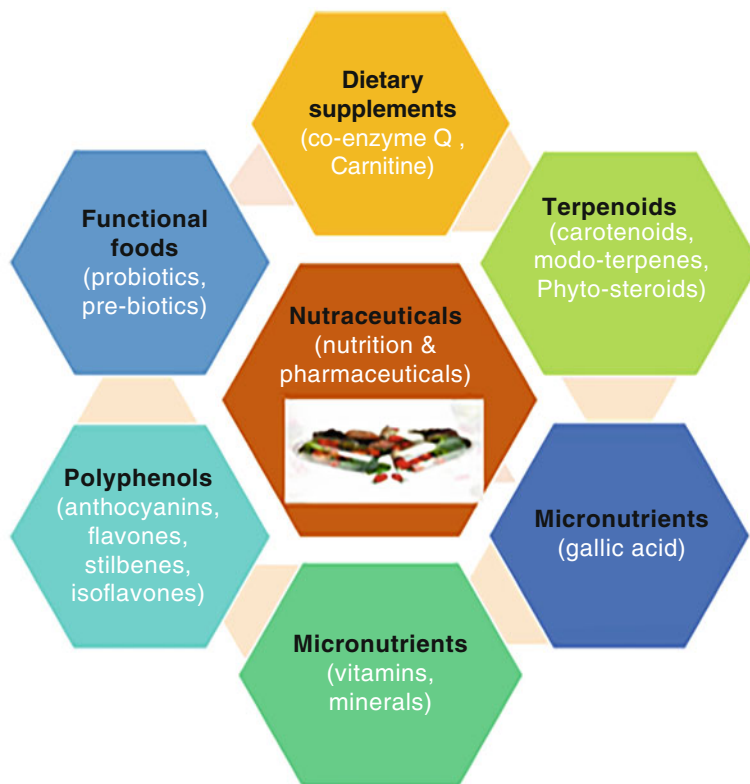 Dietary
supplements
(co-enzyme Q ,
Carnitine)
Functional
foods
(probiotics,
pre-biotics)
Terpenoids
(carotenoids,
modo-terpenes,
Phyto-steroids)
Nutraceuticals
(nutrition &
pharmaceuticals)
Polyphenols
(anthocyanins,
flavones,
stilbenes,
isoflavones)
Micronutrients
(gallic acid)
Micronutrients
(vitamins,
minerals)